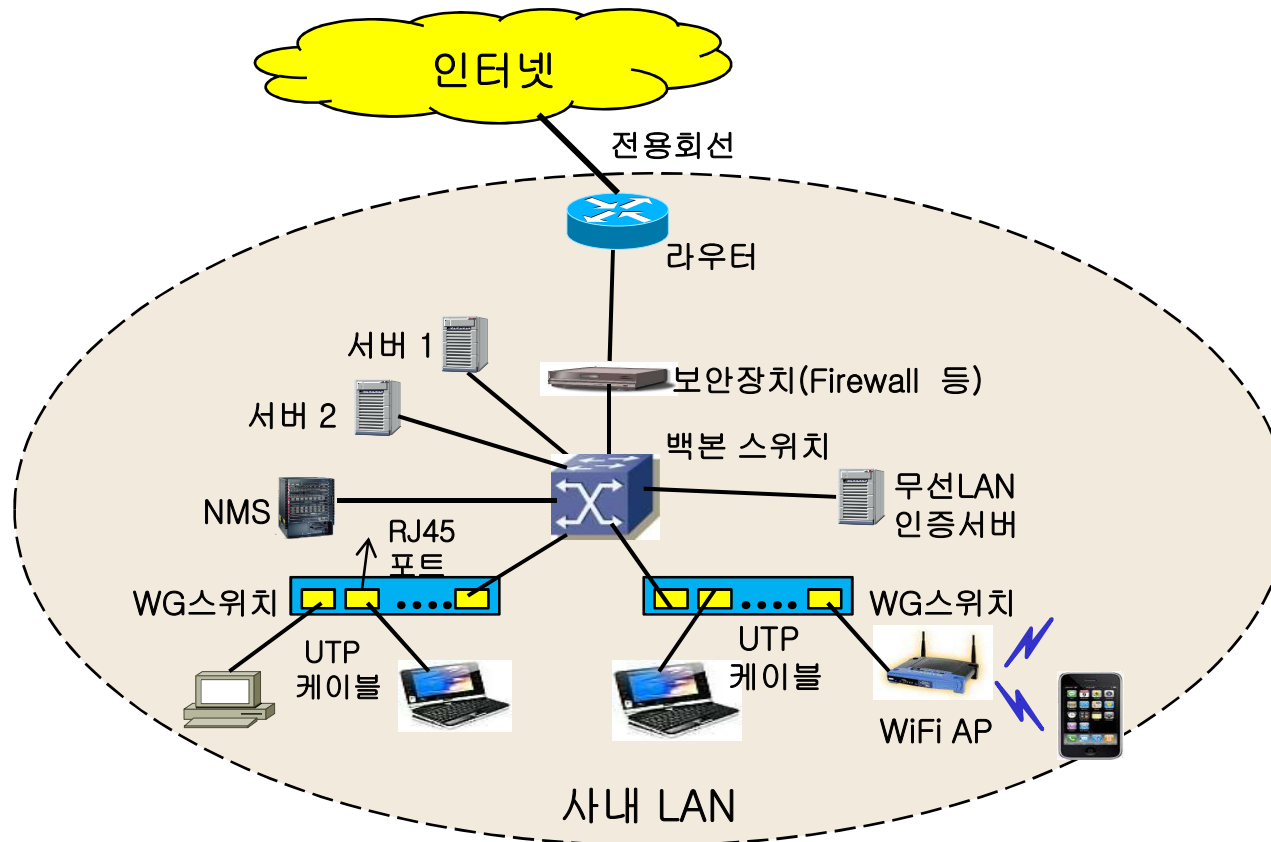 인터넷
전용회선
라우터
서버 1
보안장치(Firewall 등)
서버 2
백본 스위치
무선LAN
인증서버
NMS
RJ45
포트
WG스위치
WG스위치
UTP
케이블
UTP
케이블
WiFi AP
사내 LAN